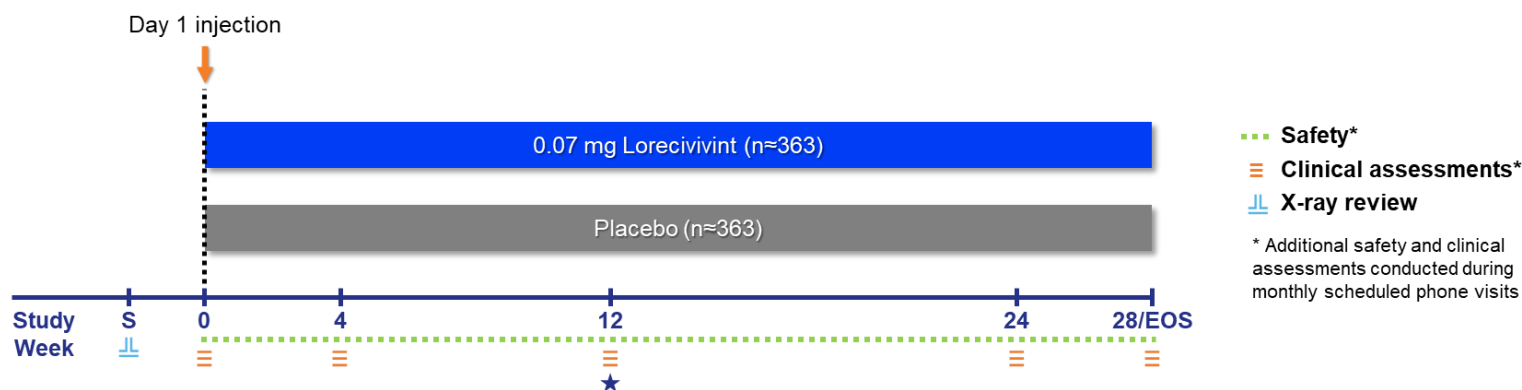 Day 1 injection
0.07 mg Lorecivivint (n≈363)
Placebo (n≈363)
Safety*
Clinical assessments*
X-ray review
* Additional safety and clinical
assessments conducted during
monthly scheduled phone visits
Study
Week
S
0
4
12
24
28/EOS